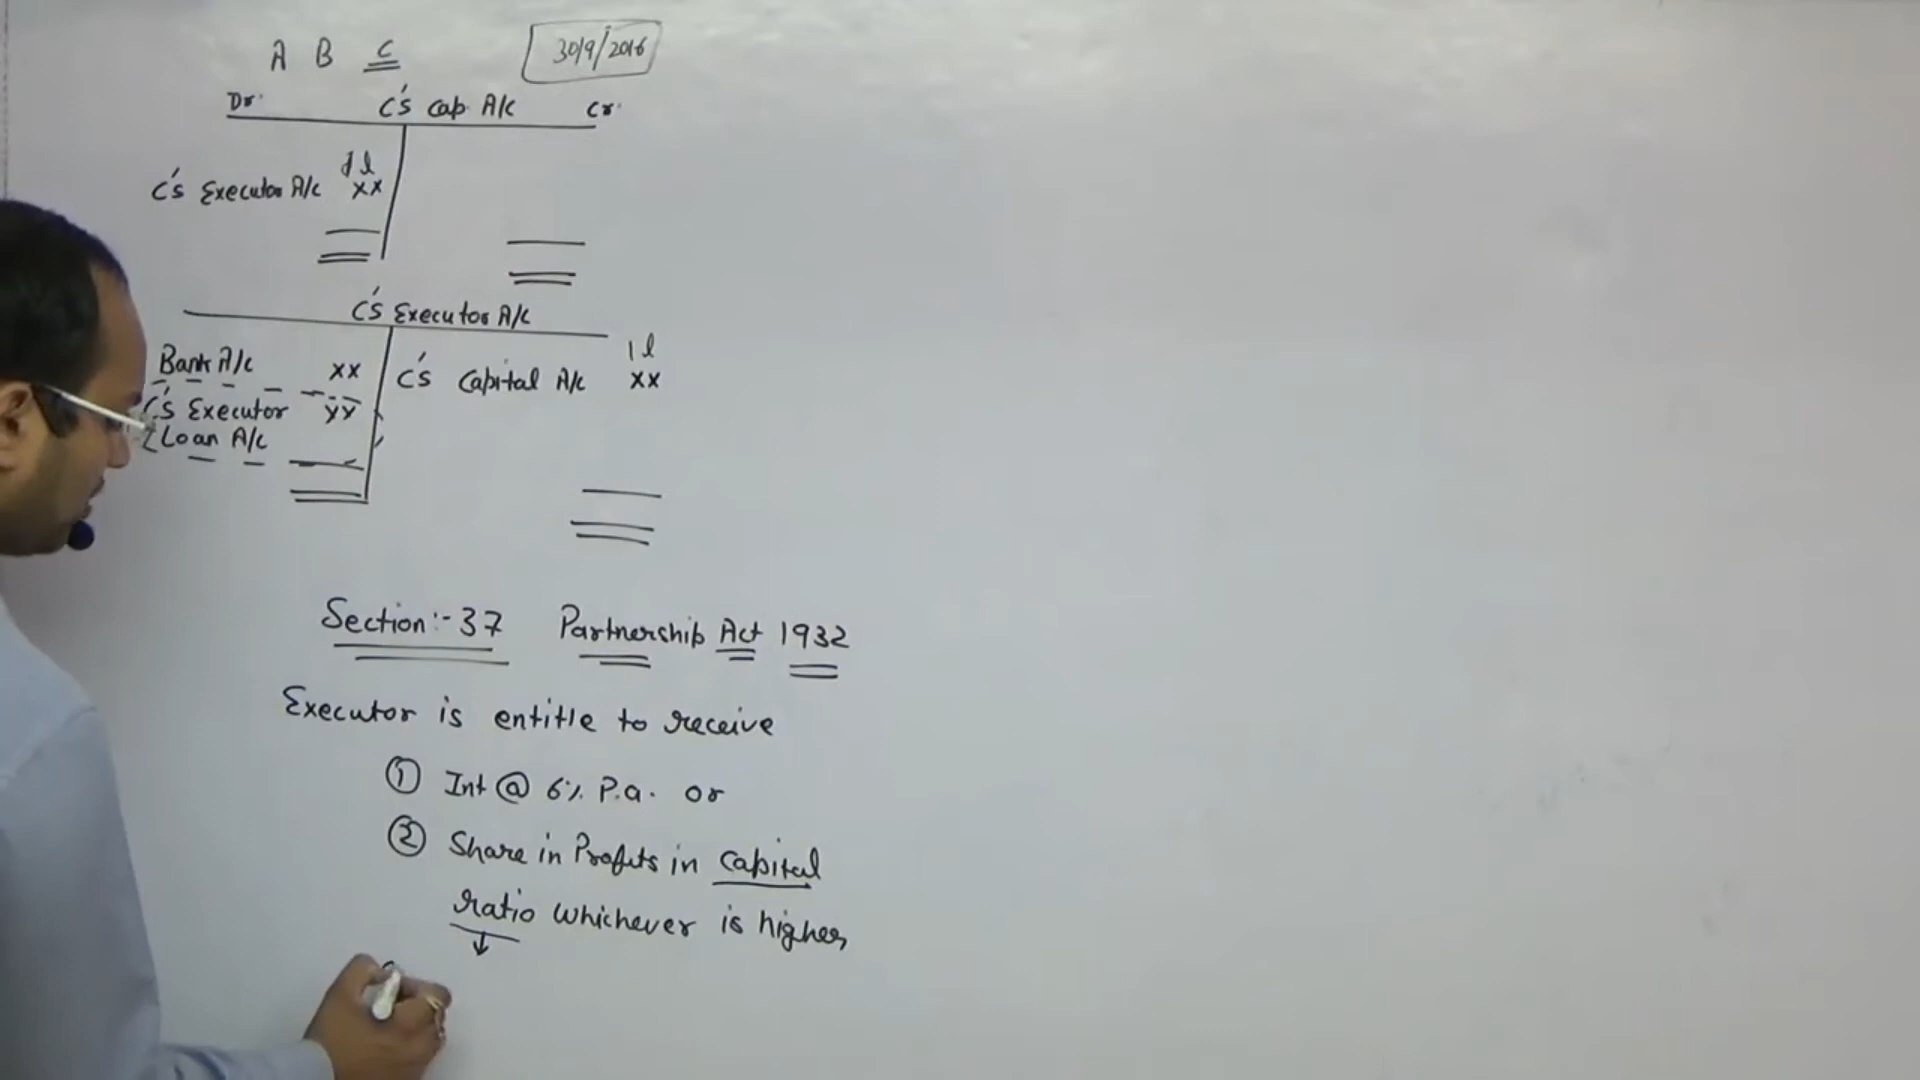 A B C
30/9/2016
Dr. C's Cap. A/c Cr.
1 l
C's Executor A/c xx
C's Executor A/c
1 l
Bank A/c xx C's Capital A/c xx
C's Executor yy
Loan A/c
Section:- 37 Partnership Act 1932
Executor is entitle to receive
① Int @ 6% P.a. or
② Share in Profits in capital
ratio whichever is higher